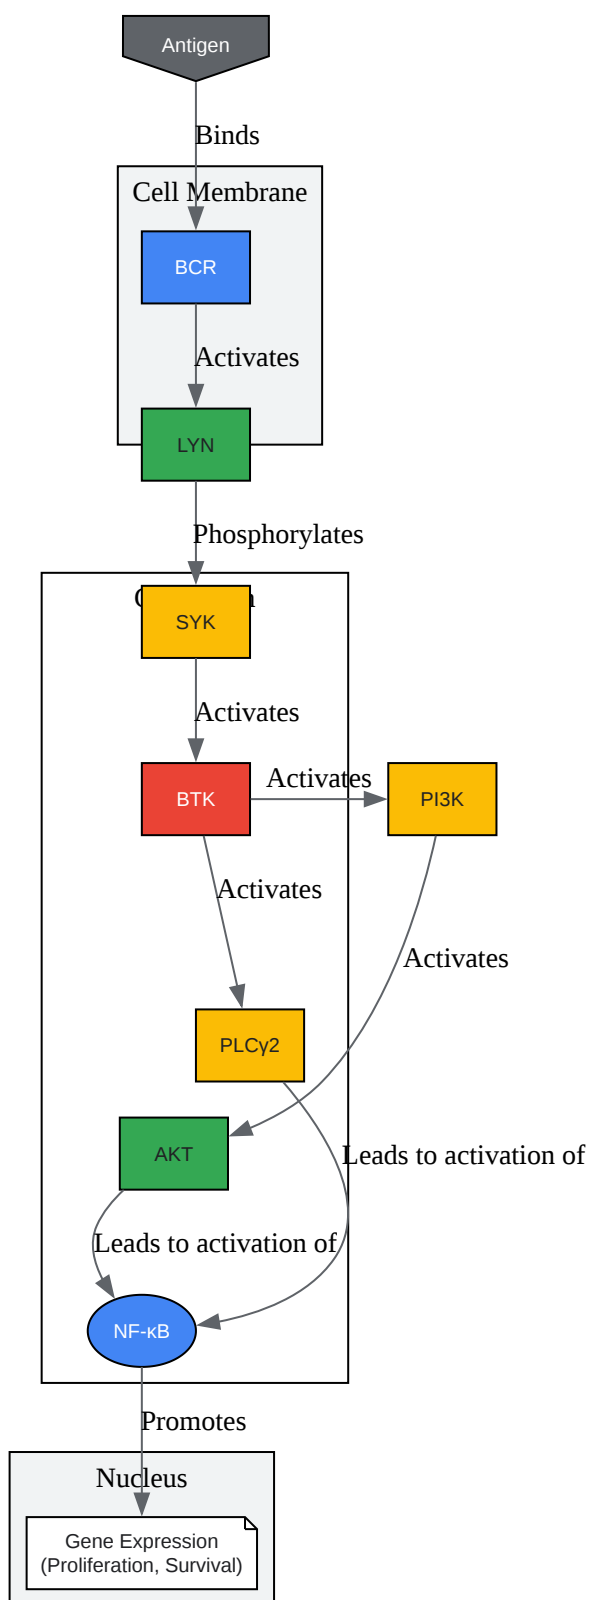 Antigen
Binds
Cell Membrane
BCR
Activates
LYN
Phosphorylates
SYK
Activates
BTK
Activates
PI3K
Activates
Activates
PLCγ2
AKT
Leads to activation of
Leads to activation of
NF-κB
Promotes
Nucleus
Gene Expression
(Proliferation, Survival)